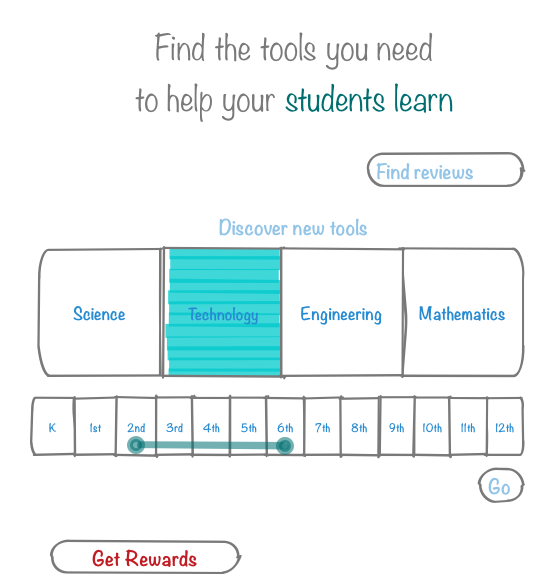 Find the tools you need
to help your students learn
Find reviews
Discover new tools
Science Technology Engineering Mathematics
K 1st 2nd 3rd 4th 5th 6th 7th 8th 9th 10th 11th 12th
Go
Get Rewards